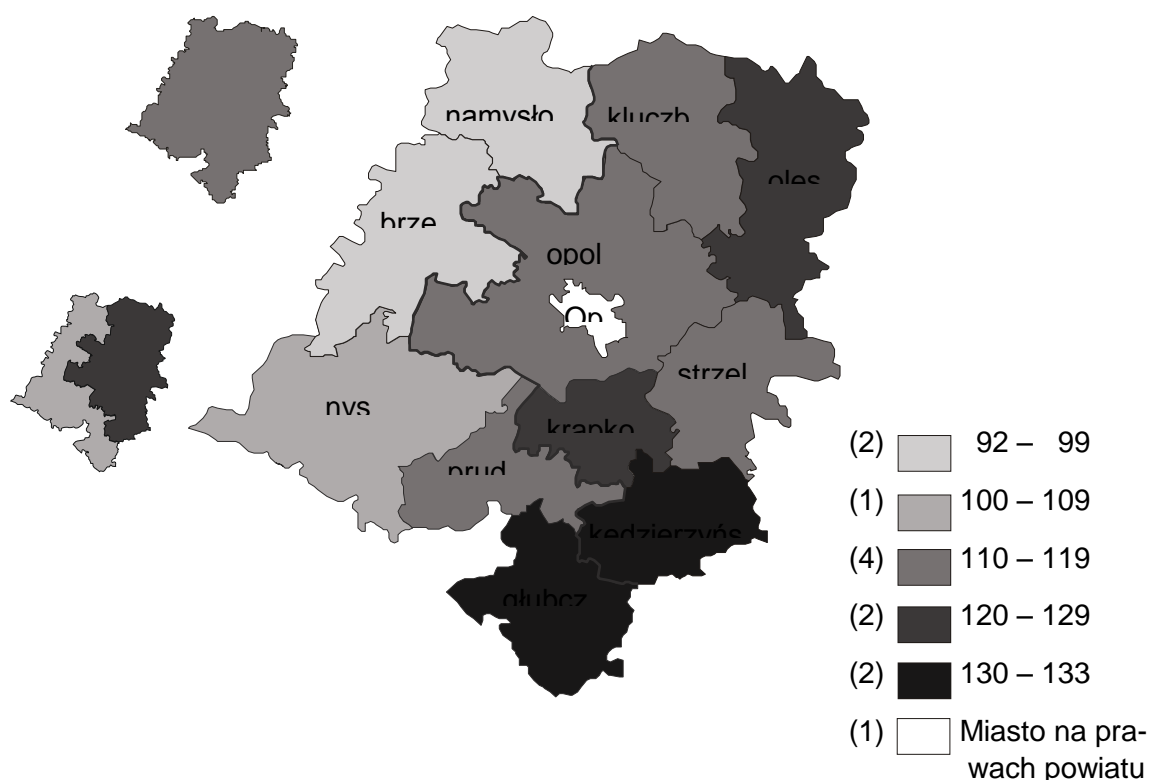 namysło
kluczb
oles
brze
opol
Op
strzel
nys
krapko
prud
kędzierzyńs
głubcz
(2) 92 – 99
(1) 100 – 109
(4) 110 – 119
(2) 120 – 129
(2) 130 – 133
(1) Miasto na pra-
wach powiatu